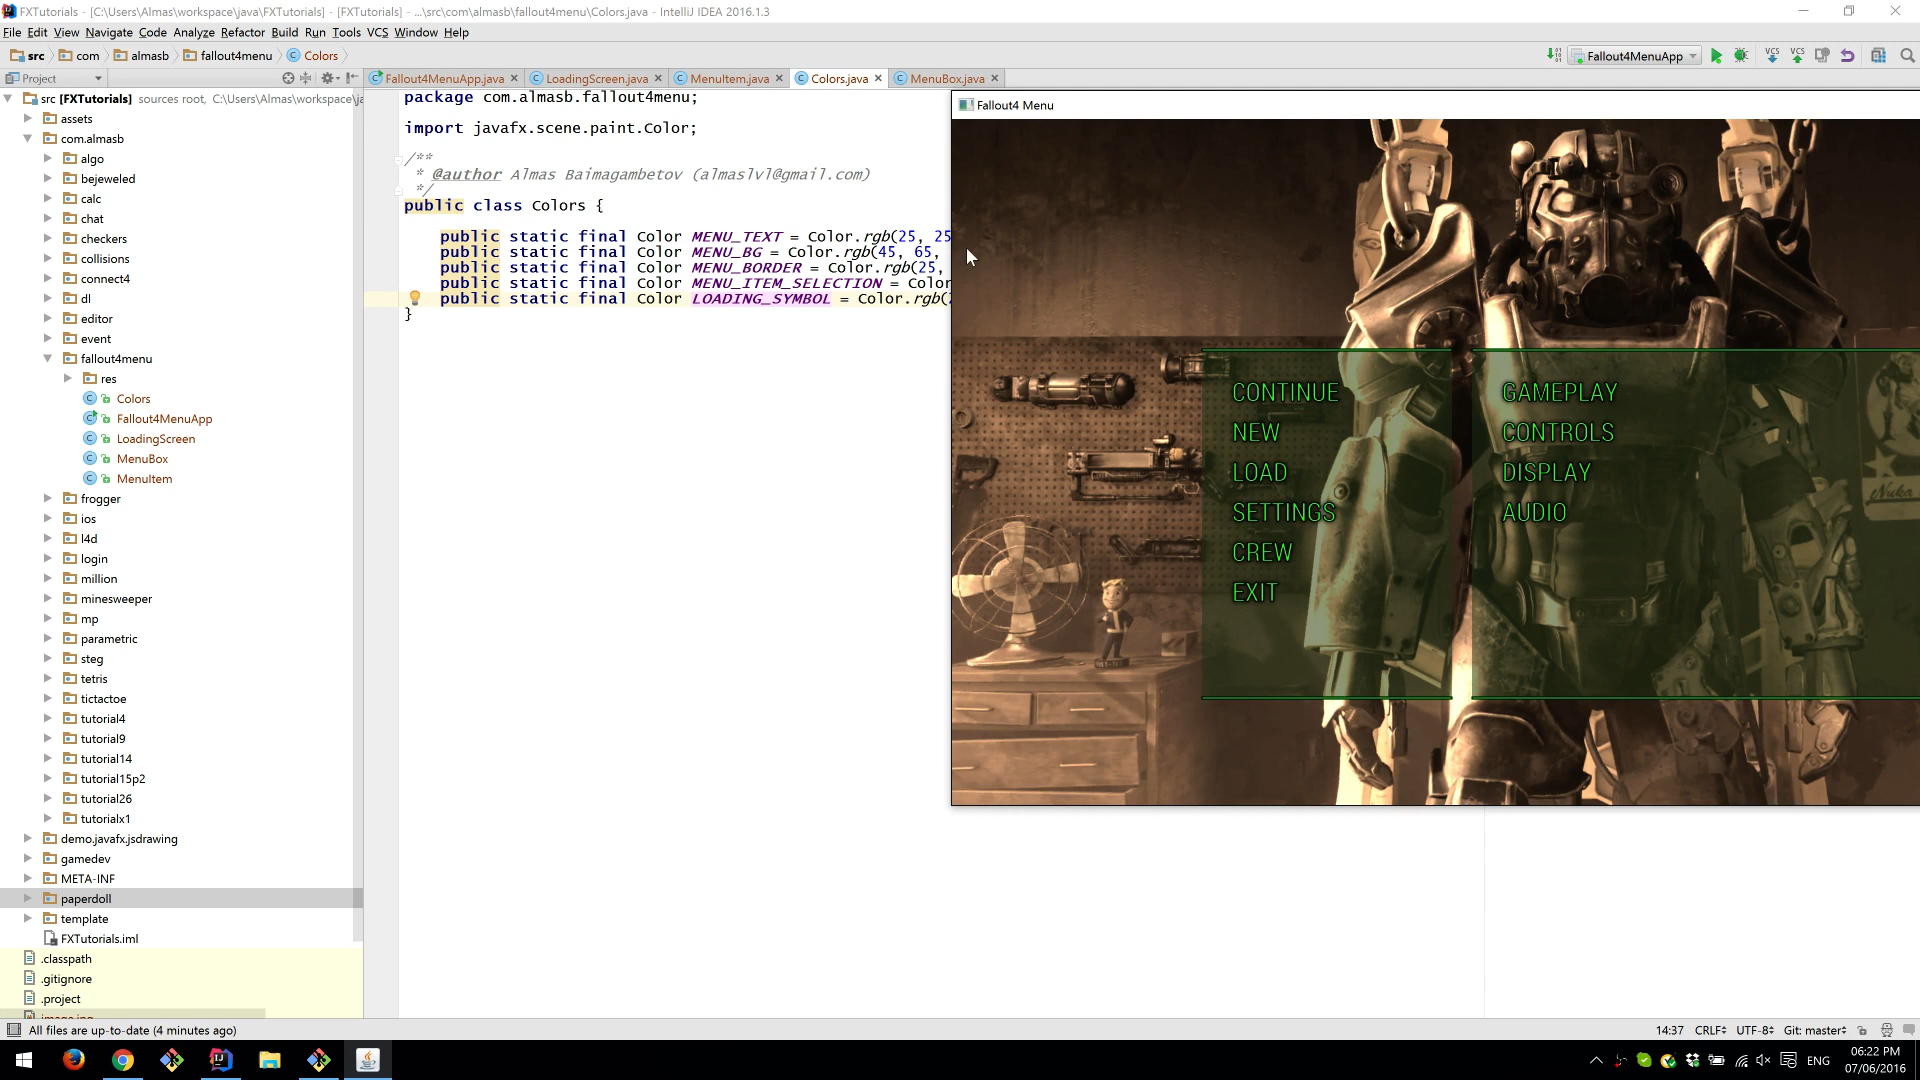 FXTutorials - [C:\Users\Almas\workspace\java\FXTutorials] - [FXTutorials] - ...\src\com\almasb\fallout4menu\Colors.java - IntelliJ IDEA 2016.1.3
File Edit View Navigate Code Analyze Refactor Build Run Tools VCS Window Help
src com almasb fallout4menu Colors
Fallout4MenuApp
VCS VCS
Project
Fallout4MenuApp.java LoadingScreen.java MenuItem.java Colors.java MenuBox.java
src [FXTutorials] sources root, C:\Users\Almas\workspace\ja
assets
com.almasb
algo
bejeweled
calc
chat
checkers
collisions
connect4
dl
editor
event
fallout4menu
res
Colors
Fallout4MenuApp
LoadingScreen
MenuBox
MenuItem
frogger
ios
l4d
login
million
minesweeper
mp
parametric
steg
tetris
tictactoe
tutorial4
tutorial9
tutorial14
tutorial15p2
tutorial26
tutorialx1
demo.javafx.jsdrawing
gamedev
META-INF
paperdoll
template
FXTutorials.iml
.classpath
.gitignore
.project
package com.almasb.fallout4menu;
import javafx.scene.paint.Color;
/**
* @author Almas Baimagambetov (almaslvl@gmail.com)
*/
public class Colors {
public static final Color MENU_TEXT = Color.rgb(25, 25
public static final Color MENU_BG = Color.rgb(45, 65,
public static final Color MENU_BORDER = Color.rgb(25,
public static final Color MENU_ITEM_SELECTION = Color
public static final Color LOADING_SYMBOL = Color.rgb(
}
Fallout4 Menu
CONTINUE
NEW
LOAD
SETTINGS
CREW
EXIT
GAMEPLAY
CONTROLS
DISPLAY
AUDIO
Nuka
All files are up-to-date (4 minutes ago)
14:37 CRLF UTF-8 Git: master
ENG
06:22 PM
07/06/2016